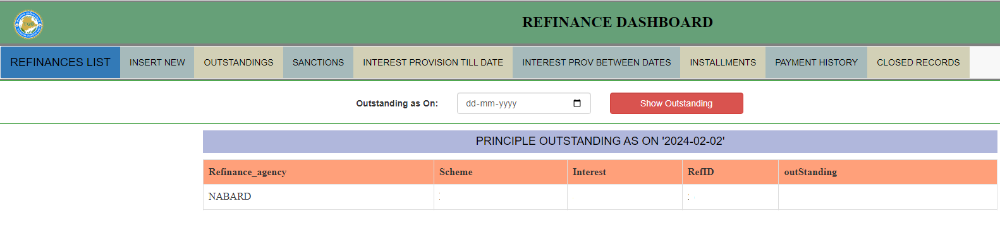 REFINANCE DASHBOARD
REFINANCES LIST INSERT NEW OUTSTANDINGS SANCTIONS INTEREST PROVISION TILL DATE INTEREST PROV BETWEEN DATES INSTALLMENTS PAYMENT HISTORY CLOSED RECORDS
Outstanding as On: dd-mm-yyyy Show Outstanding
PRINCIPLE OUTSTANDING AS ON '2024-02-02'
Refinance_agency Scheme Interest RefID outStanding
NABARD